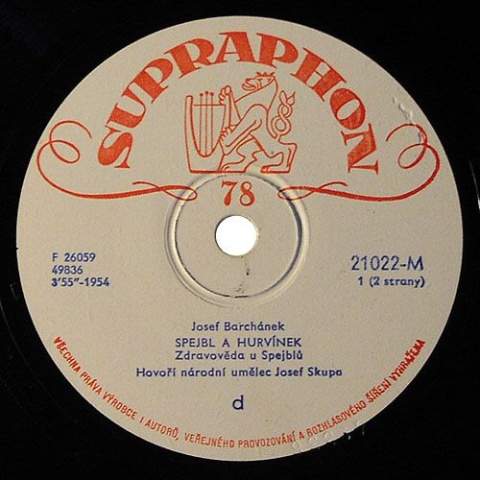 SUPRAPHON
78
F 26059
49836
3'55"-1954
21022-M
1 (2 strany)
Josef Barchánek
SPEJBL A HURVÍNEK
Zdravověda u Spejblů
Hovoří národní umělec Josef Skupa
d
VŠECHNA PRÁVA VÝROBCE I AUTORŮ, VEŘEJNÉHO PROVOZOVÁNÍ A ROZHLASOVÉHO ŠÍŘENÍ VYHRAŽENA